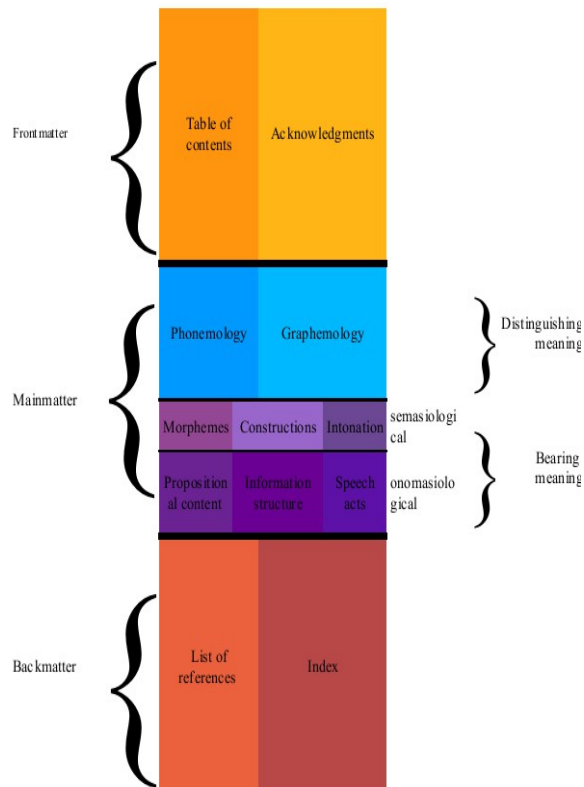 Frontmatter
Table of
contents
Acknowledgments
Phonemology
Graphemology
Distinguishing
meaning
Mainmatter
Morphemes
Constructions
Intonation
semasiologi
cal
Bearing
meaning
Proposition
al content
Information
structure
Speech
acts
onomasiolo
gical
Backmatter
List of
references
Index